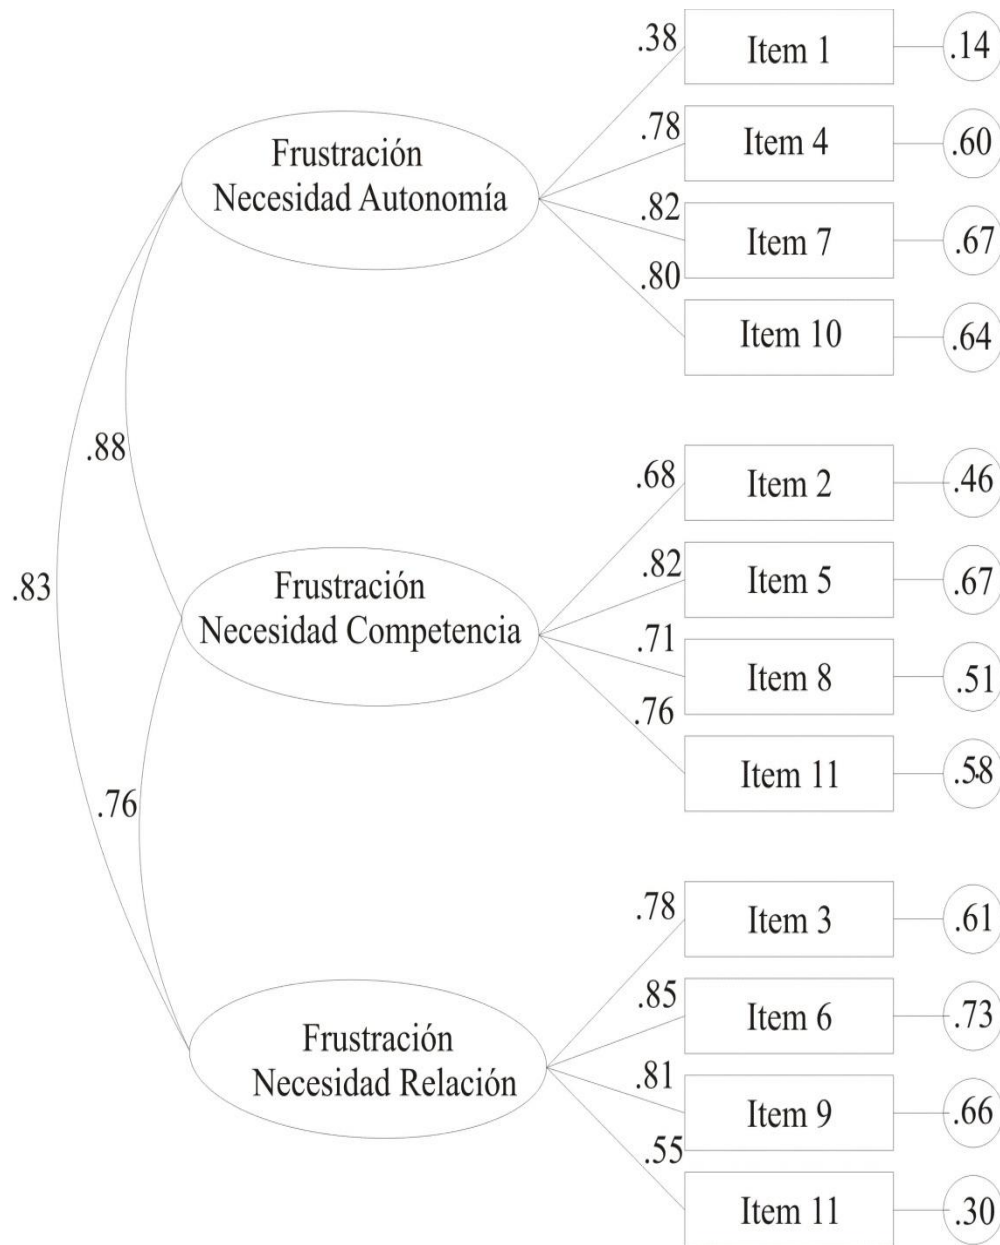 .38 Item 1 .14
Frustración
Necesidad Autonomía
.78 Item 4 .60
.82 Item 7 .67
.80 Item 10 .64
.88
.68 Item 2 .46
.83
Frustración
Necesidad Competencia
.82 Item 5 .67
.71 Item 8 .51
.76 Item 11 .58
.76
.78 Item 3 .61
.85 Item 6 .73
Frustración
Necesidad Relación
.81 Item 9 .66
.55 Item 11 .30